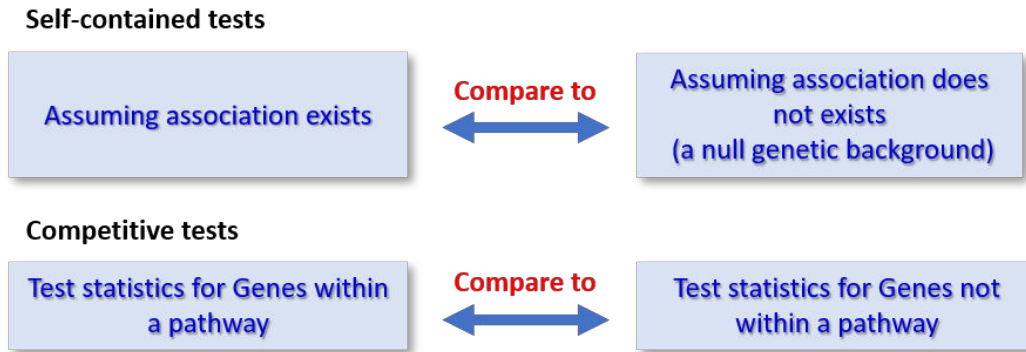 Self-contained tests
Assuming association exists
Compare to
Assuming association does
not exists
(a null genetic background)
Competitive tests
Test statistics for Genes within
a pathway
Compare to
Test statistics for Genes not
within a pathway